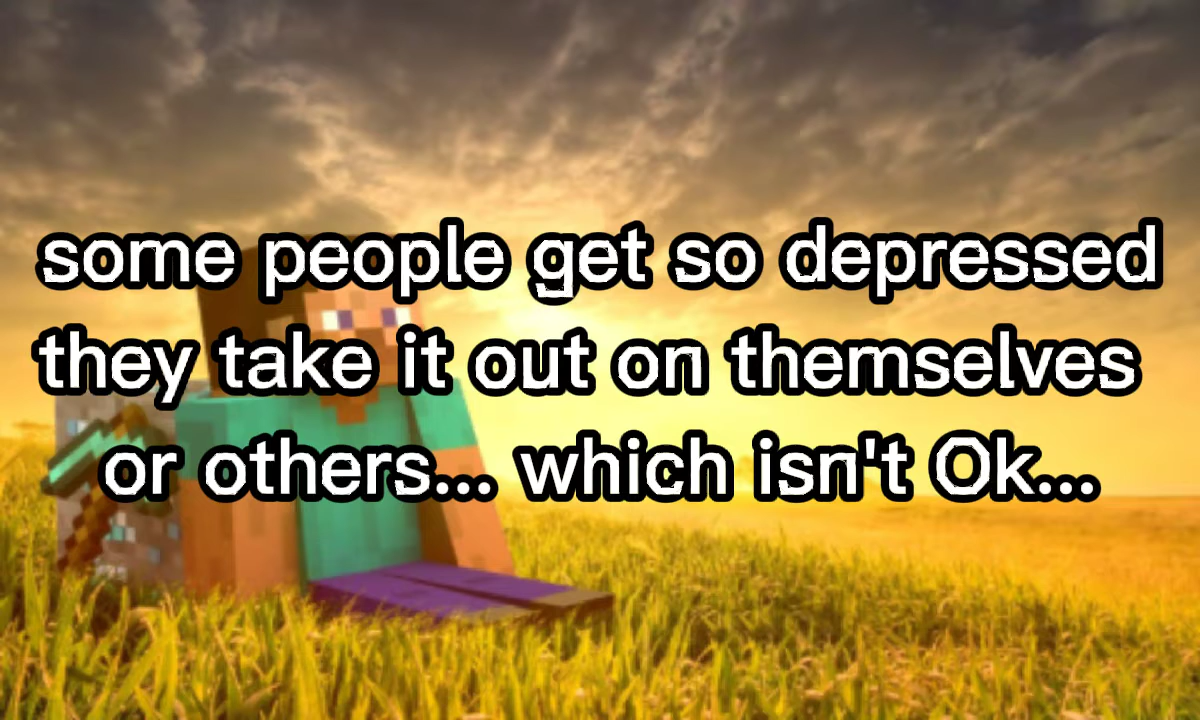 some people get so depressed
they take it out on themselves
or others... which isn't Ok...